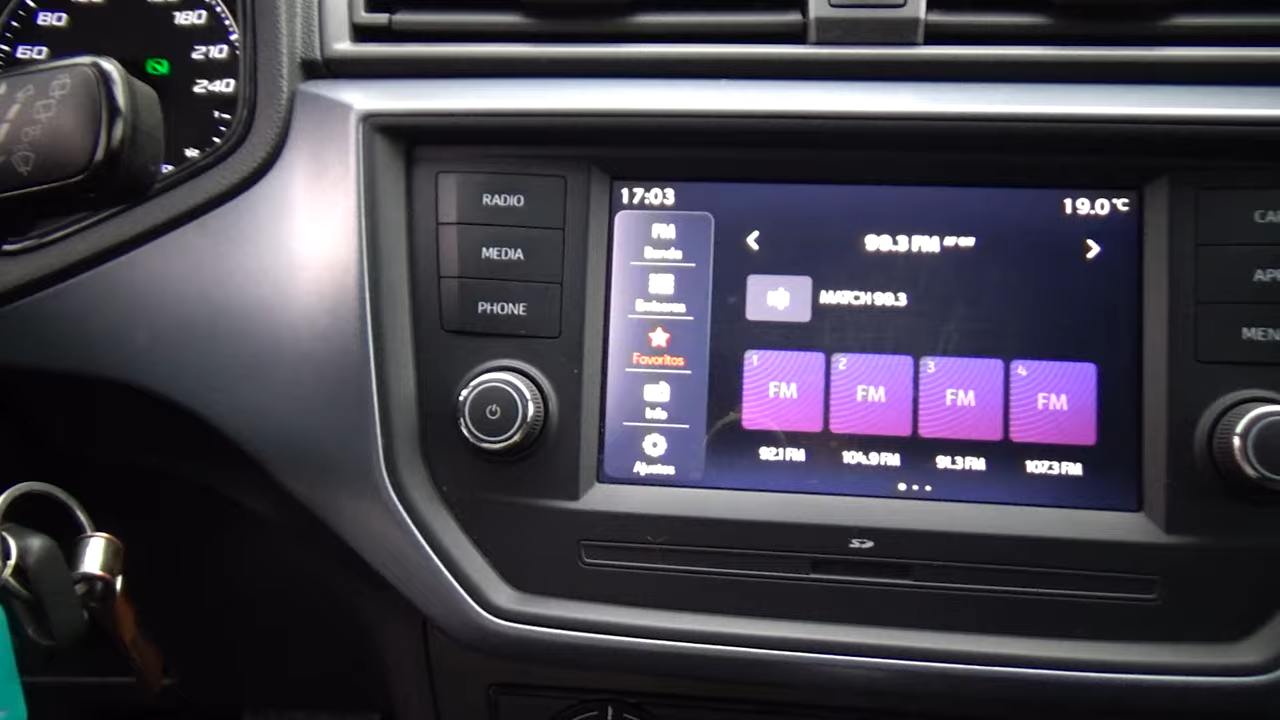 80
60
180
210
240
RADIO
MEDIA
PHONE
17:03
19.0°C
FM
Banda
Emisoras
Favoritos
Info
Ajustes
99.3 FM
MATCH 99.3
1
FM
92.1 FM
2
FM
104.9 FM
3
FM
91.3 FM
4
FM
107.3 FM
SD